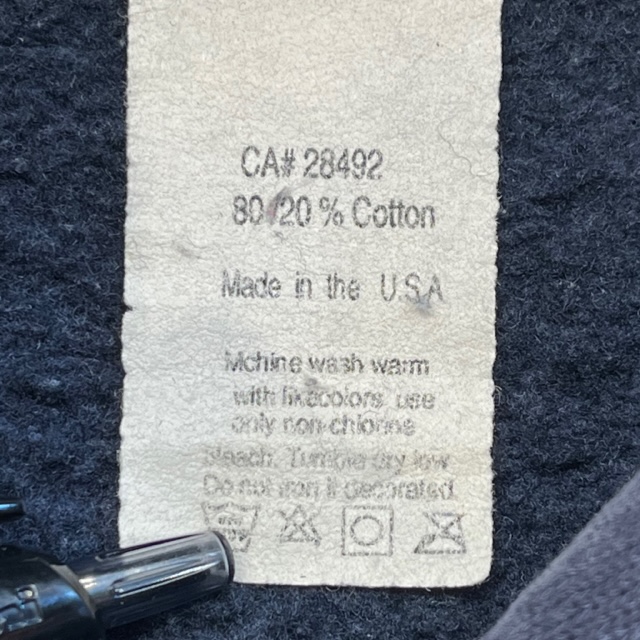 CA# 28492
80/20 % Cotton
Made in the U.S.A
Mchine wash warm
with likecolors, use
only non-chlorine
Bleach. Tumble dry low
Do not iron if decorated